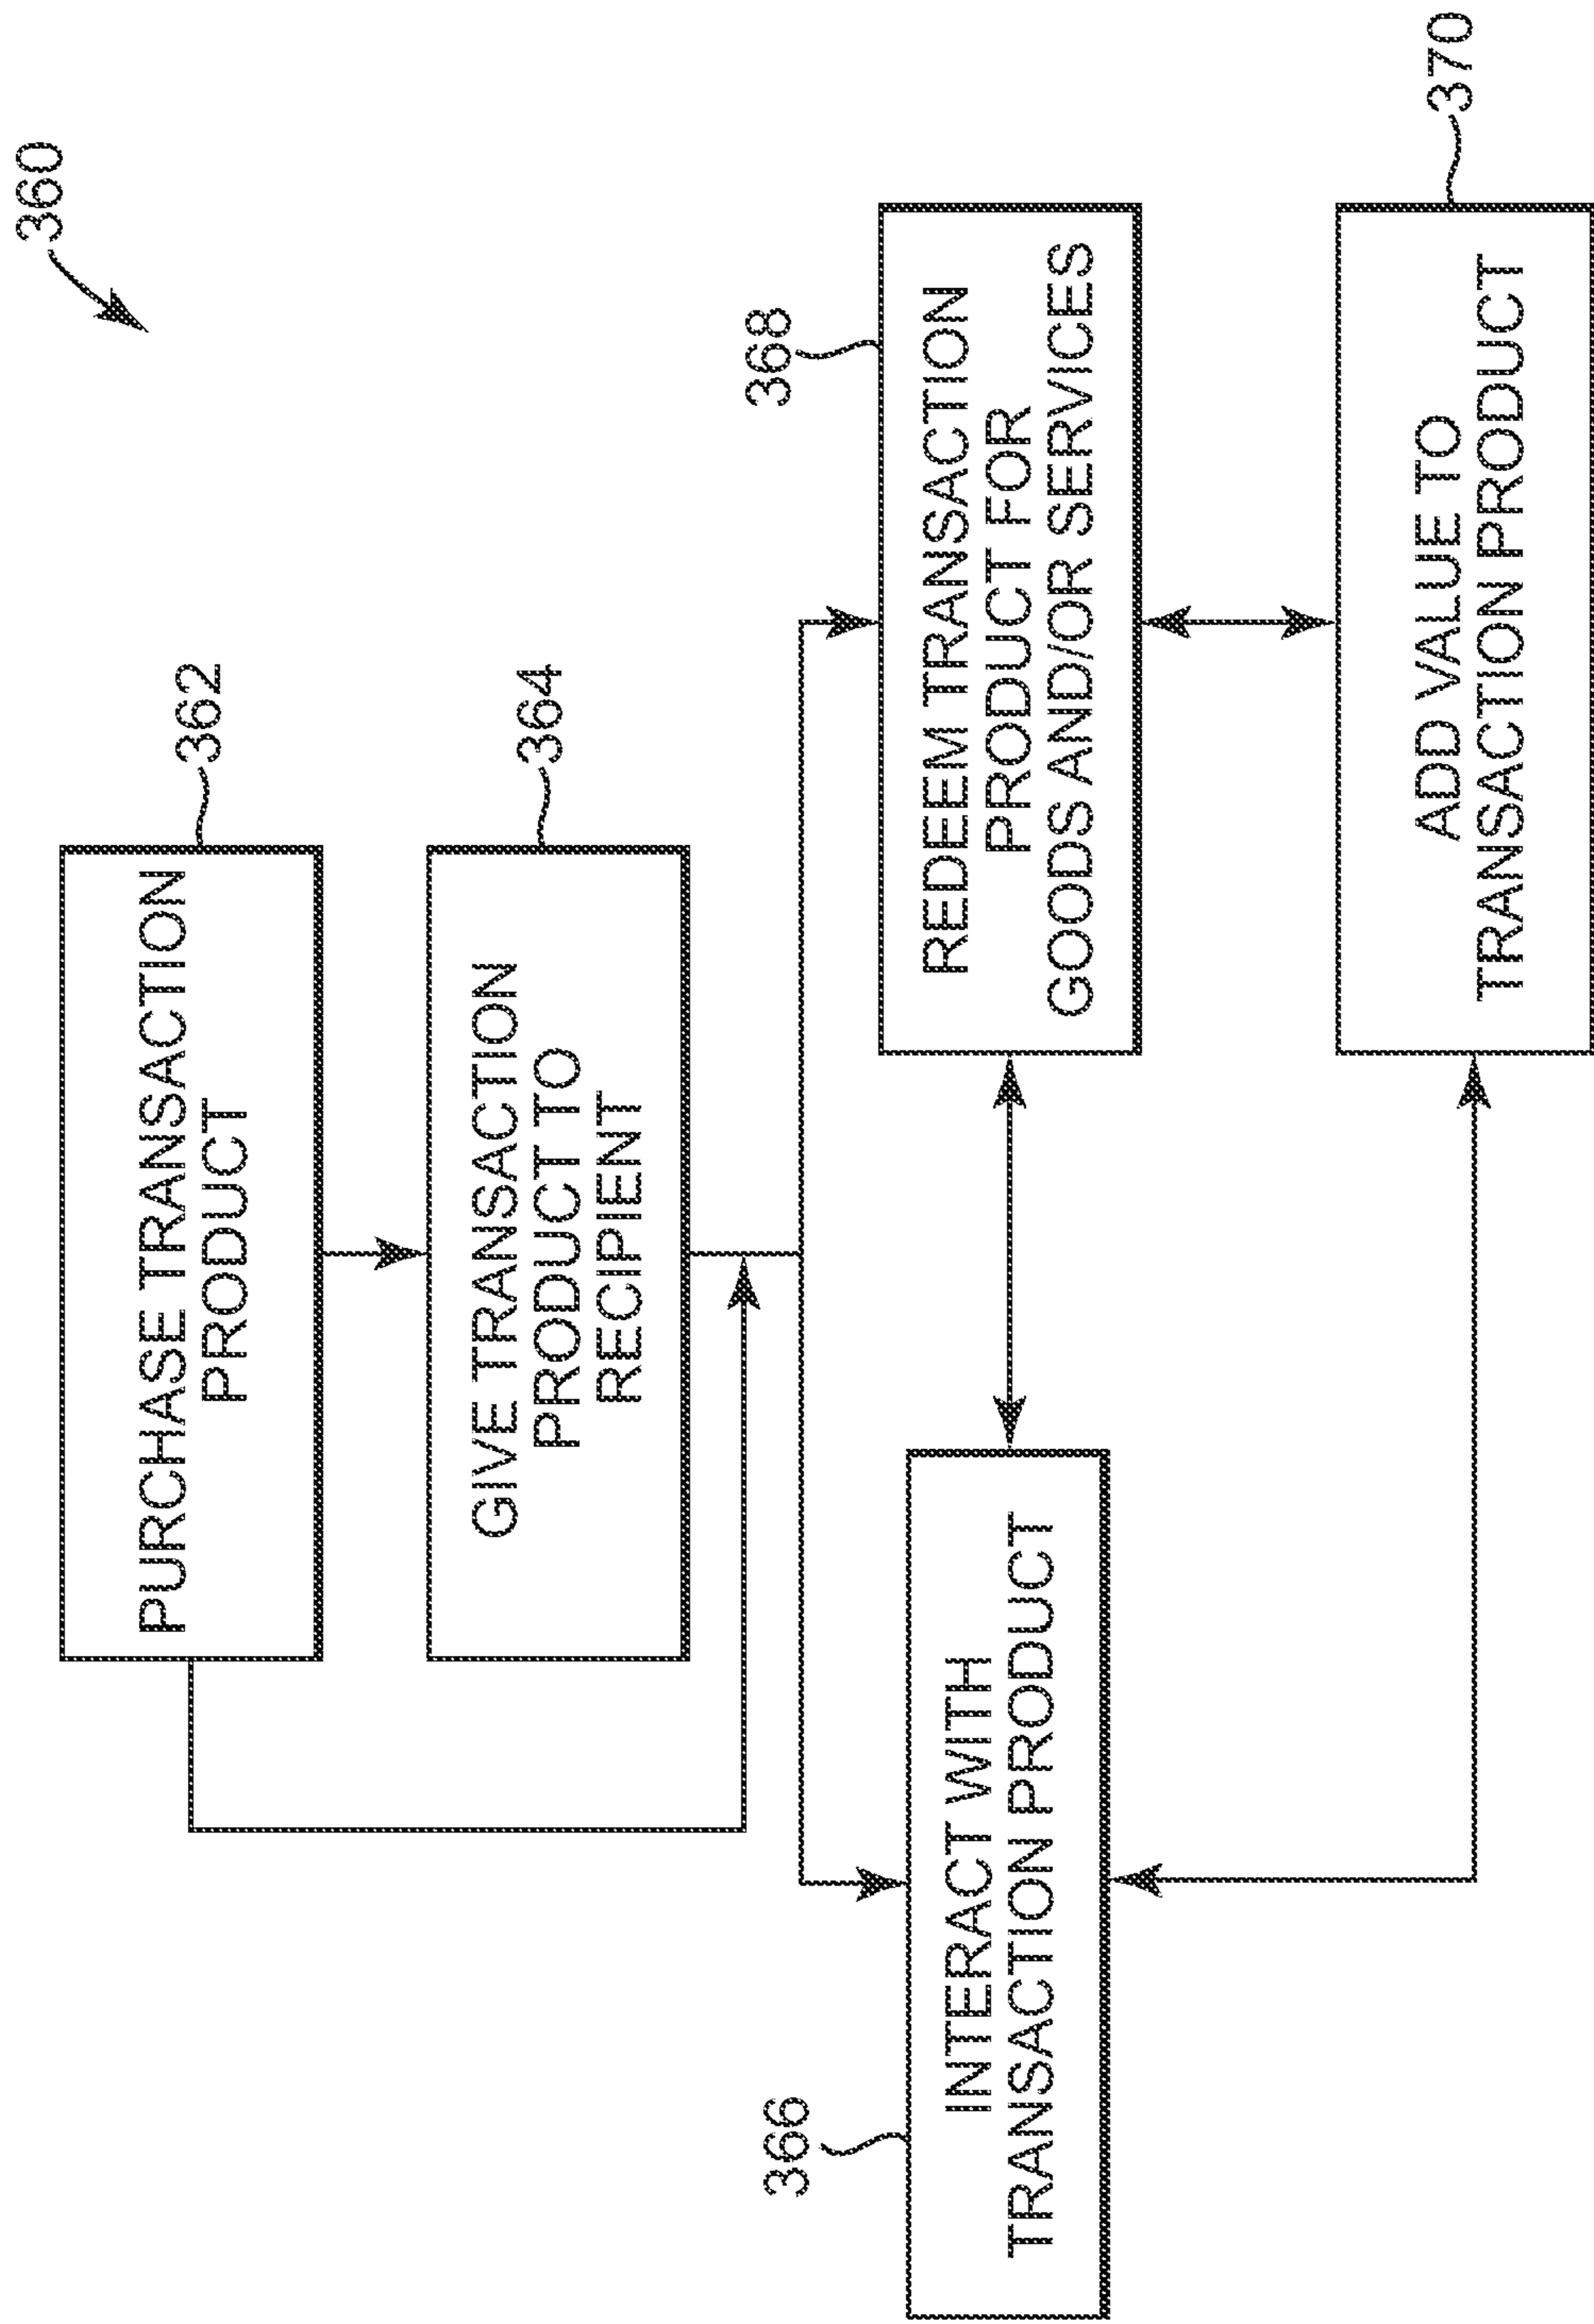 360
PURCHASE TRANSACTION
PRODUCT
362
GIVE TRANSACTION
PRODUCT TO
RECIPIENT
364
366
INTERACT WITH
TRANSACTION PRODUCT
368
REDEEM TRANSACTION
PRODUCT FOR
GOODS AND/OR SERVICES
ADD VALUE TO
TRANSACTION PRODUCT
370